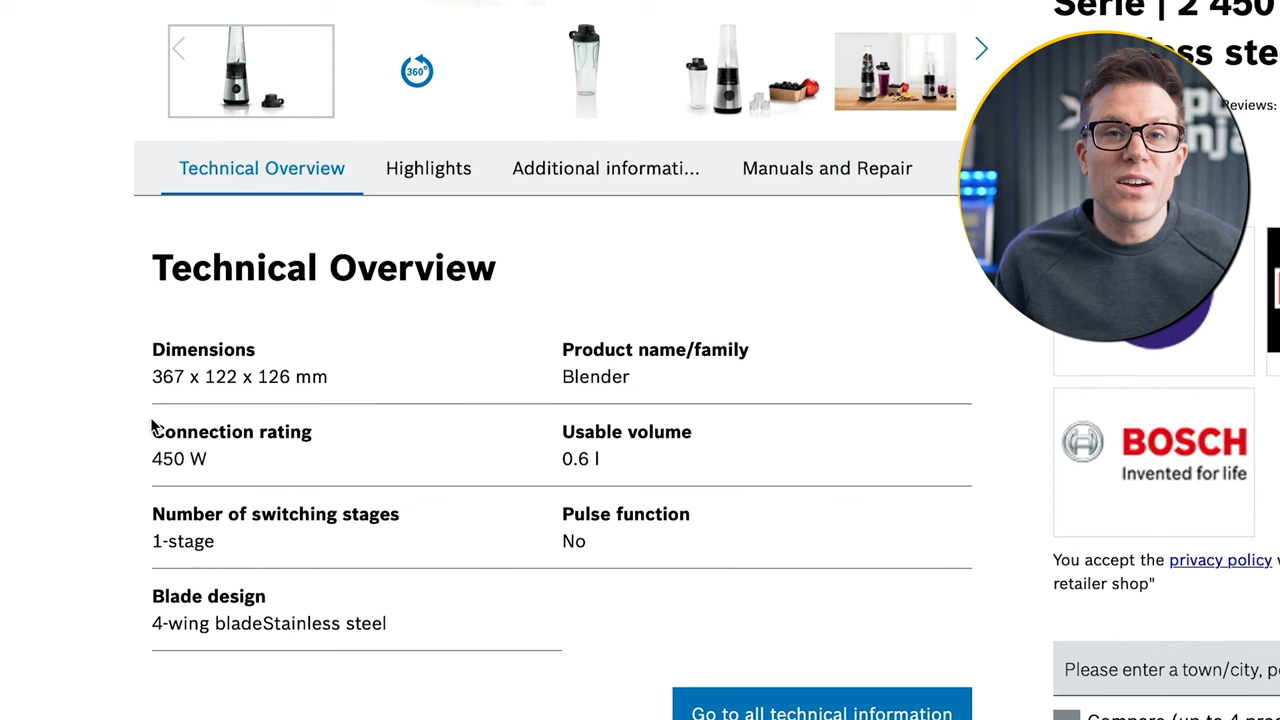 Serie | 2 450
ss ste
Reviews:
360°
Technical Overview
Highlights
Additional informati...
Manuals and Repair
Technical Overview
Dimensions
367 x 122 x 126 mm
Product name/family
Blender
Connection rating
450 W
Usable volume
0.6 l
Number of switching stages
1-stage
Pulse function
No
Blade design
4-wing bladeStainless steel
Go to all technical information
BOSCH
Invented for life
You accept the privacy policy
retailer shop"
Please enter a town/city, p